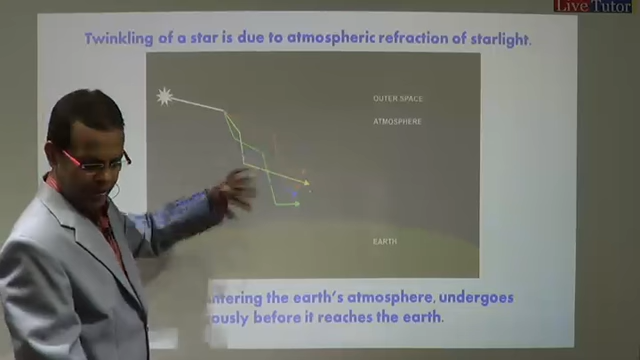 Live Tutor
Twinkling of a star is due to atmospheric refraction of starlight.
OUTER SPACE
ATMOSPHERE
EARTH
ntering the earth's atmosphere, undergoes
ously before it reaches the earth.